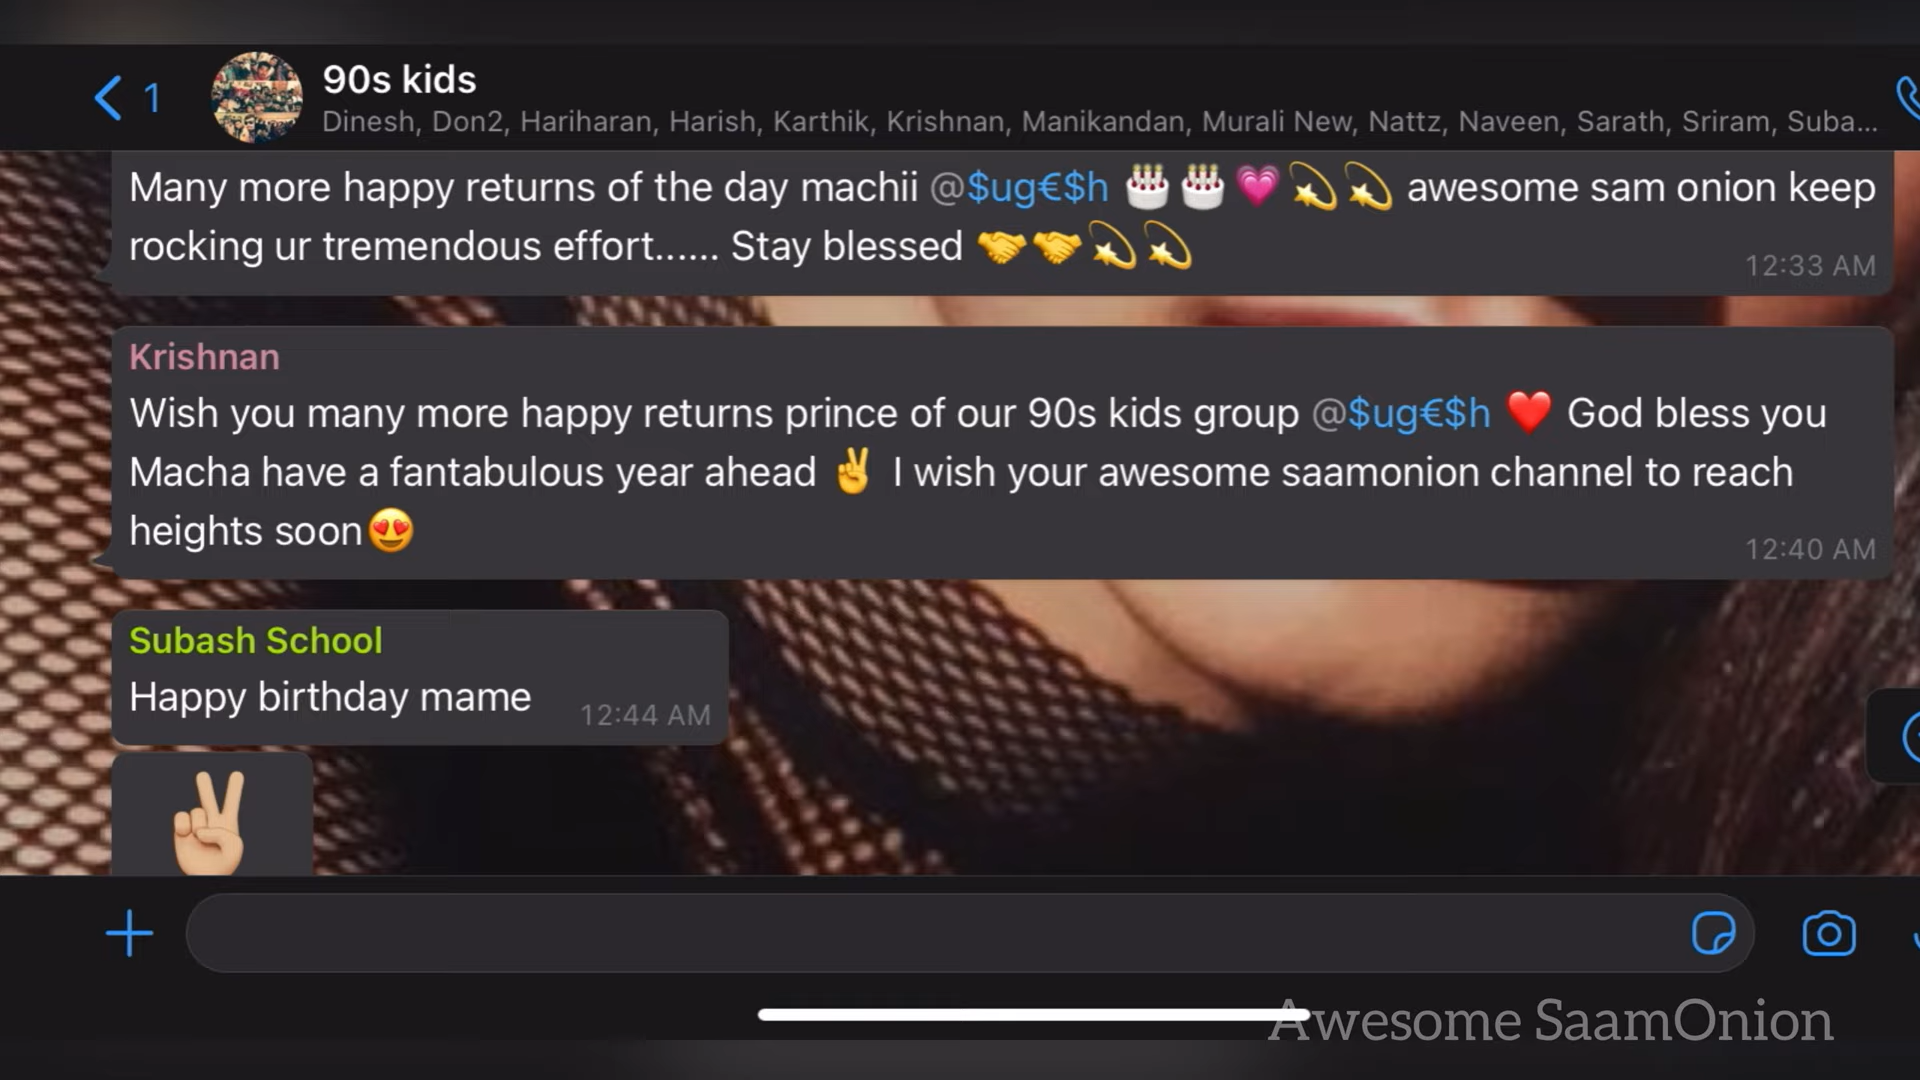 1
90s kids
Dinesh, Don2, Hariharan, Harish, Karthik, Krishnan, Manikandan, Murali New, Nattz, Naveen, Sarath, Sriram, Suba...
Many more happy returns of the day machii @$ug€$h 🎂🎂💗💫💫 awesome sam onion keep
rocking ur tremendous effort...... Stay blessed 🤝🤝💫💫
12:33 AM
Krishnan
Wish you many more happy returns prince of our 90s kids group @$ug€$h ❤️ God bless you
Macha have a fantabulous year ahead ✌️ I wish your awesome saamonion channel to reach
heights soon😍
12:40 AM
Subash School
Happy birthday mame
12:44 AM
✌🏼
Awesome SaamOnion